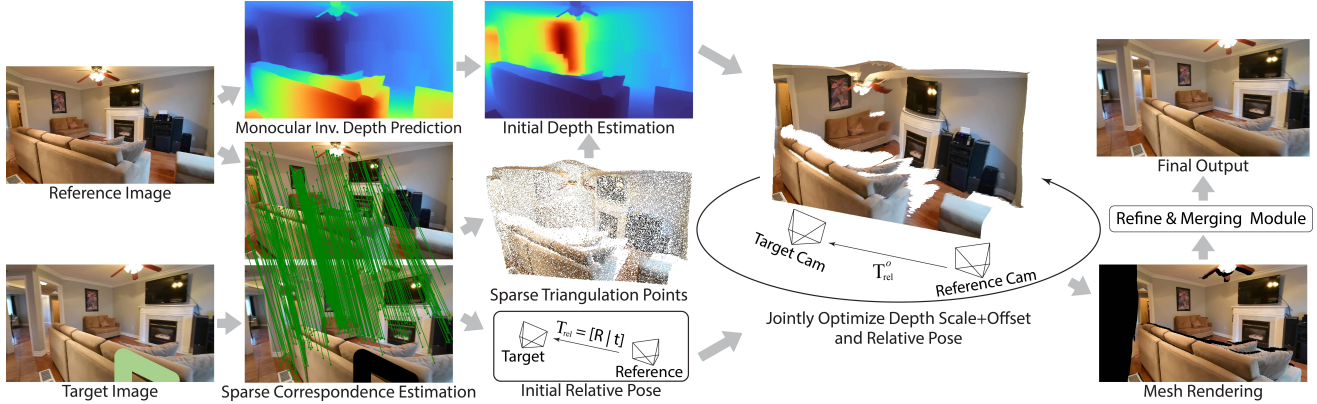 Reference Image
Monocular Inv. Depth Prediction
Initial Depth Estimation
Target Image
Sparse Correspondence Estimation
Sparse Triangulation Points
T_rel = [R | t]
Target
Reference
Initial Relative Pose
Target Cam
T^o_rel
Reference Cam
Jointly Optimize Depth Scale+Offset
and Relative Pose
Final Output
Refine & Merging Module
Mesh Rendering